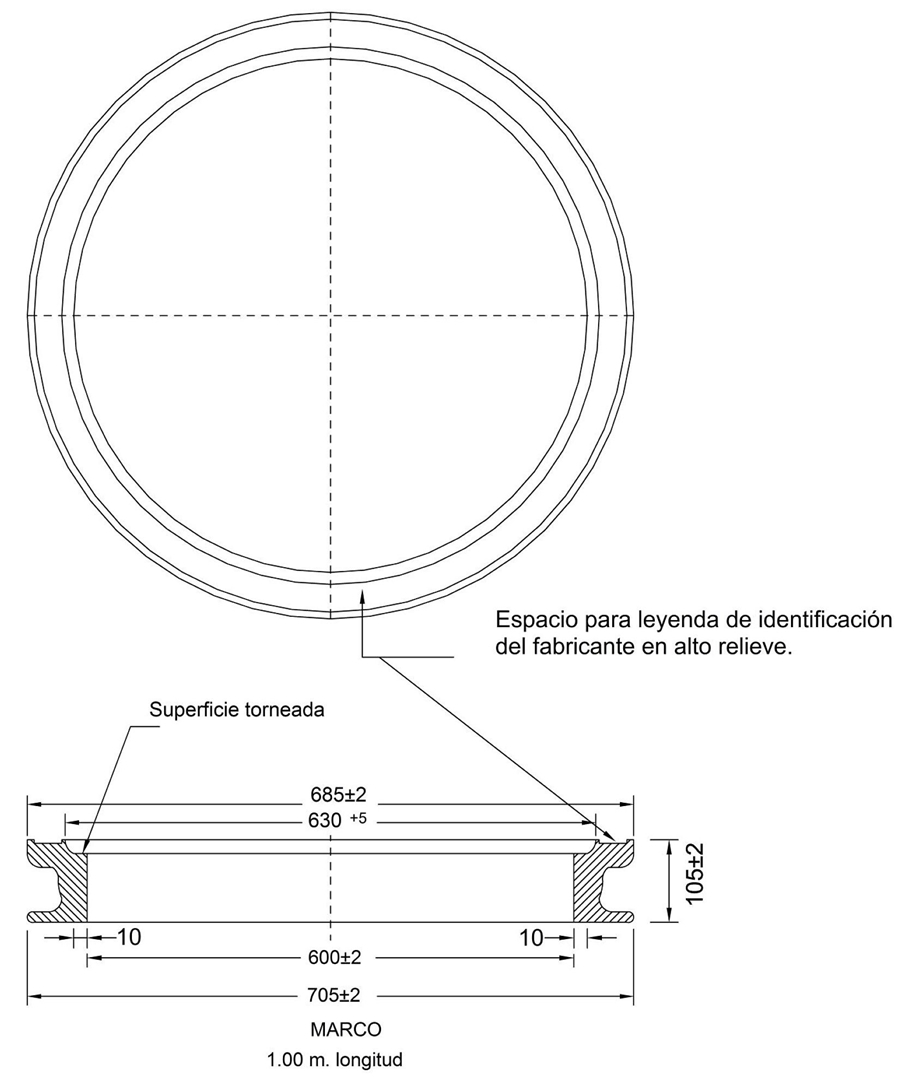 Espacio para leyenda de identificación
del fabricante en alto relieve.
Superficie torneada
685±2
630 +5
105±2
10
10
600±2
705±2
MARCO
1.00 m. longitud